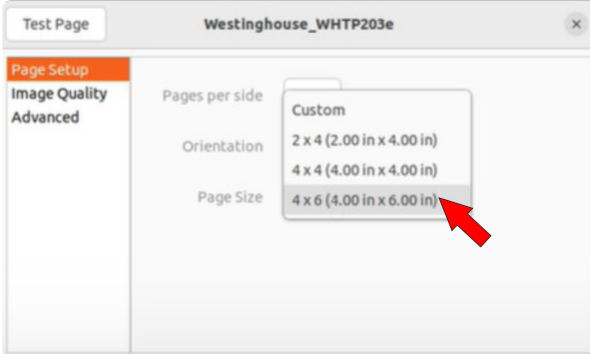 Test Page
Westinghouse_WHTP203e
Page Setup
Image Quality
Advanced
Pages per side
Orientation
Page Size
Custom
2 x 4 (2.00 in x 4.00 in)
4 x 4 (4.00 in x 4.00 in)
4 x 6 (4.00 in x 6.00 in)